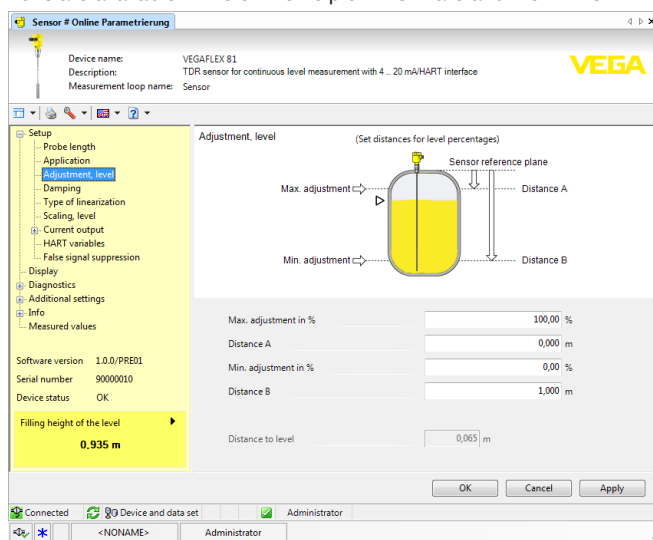 Sensor # Online Parametrierung
Device name: VEGAFLEX 81
Description: TDR sensor for continuous level measurement with 4 ... 20 mA/HART interface
Measurement loop name: Sensor
VEGA
Setup
Probe length
Application
Adjustment, level
Damping
Type of linearization
Scaling, level
Current output
HART variables
False signal suppression
Display
Diagnostics
Additional settings
Info
Measured values
Software version 1.0.0/PRE01
Serial number 90000010
Device status OK
Filling height of the level
0,935 m
Adjustment, level
(Set distances for level percentages)
Sensor reference plane
Max. adjustment
Distance A
Min. adjustment
Distance B
Max. adjustment in % 100,00 %
Distance A 0,000 m
Min. adjustment in % 0,00 %
Distance B 1,000 m
Distance to level 0,065 m
OK Cancel Apply
Connected Device and data set Administrator
<NONAME> Administrator